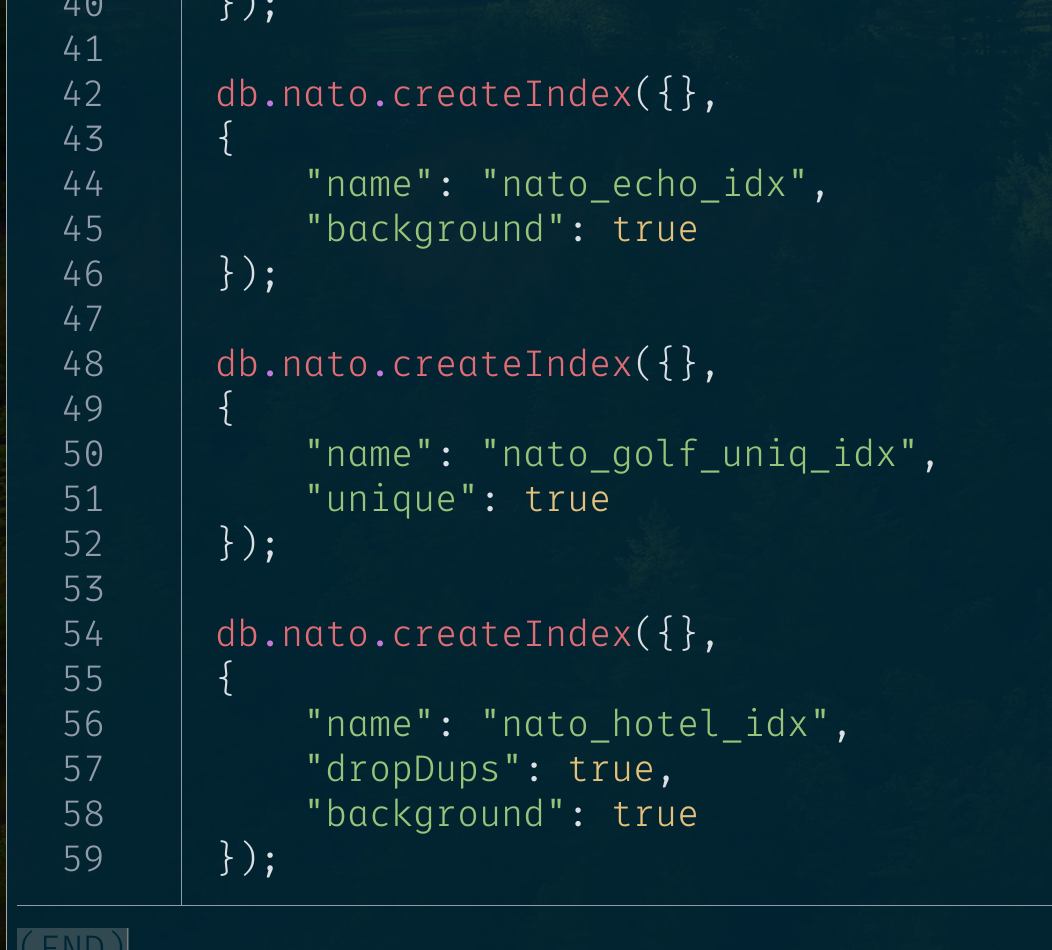 40 });
41
42 db.nato.createIndex({},
43 {
44     "name": "nato_echo_idx",
45     "background": true
46 });
47
48 db.nato.createIndex({},
49 {
50     "name": "nato_golf_uniq_idx",
51     "unique": true
52 });
53
54 db.nato.createIndex({},
55 {
56     "name": "nato_hotel_idx",
57     "dropDups": true,
58     "background": true
59 });
(END)